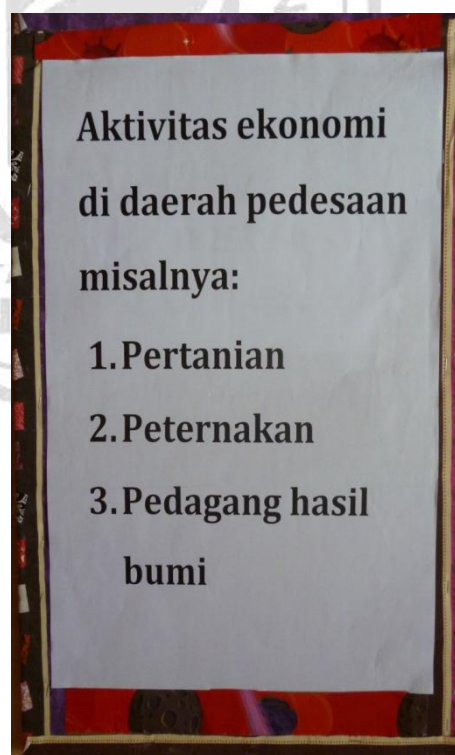 Aktivitas ekonomi
di daerah pedesaan
misalnya:
1. Pertanian
2. Peternakan
3. Pedagang hasil
bumi